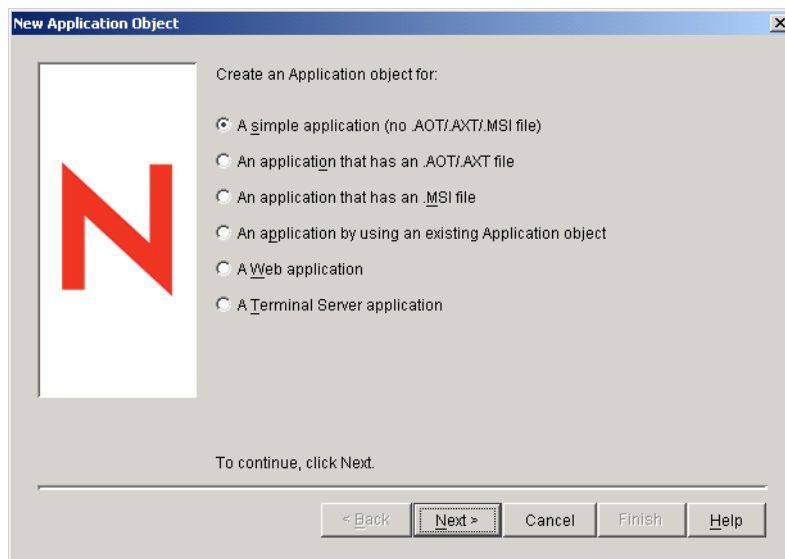 New Application Object
Create an Application object for:
A simple application (no .AOT/.AXT/.MSI file)
An application that has an .AOT/.AXT file
An application that has an .MSI file
An application by using an existing Application object
A Web application
A Terminal Server application
To continue, click Next.
< Back
Next >
Cancel
Finish
Help